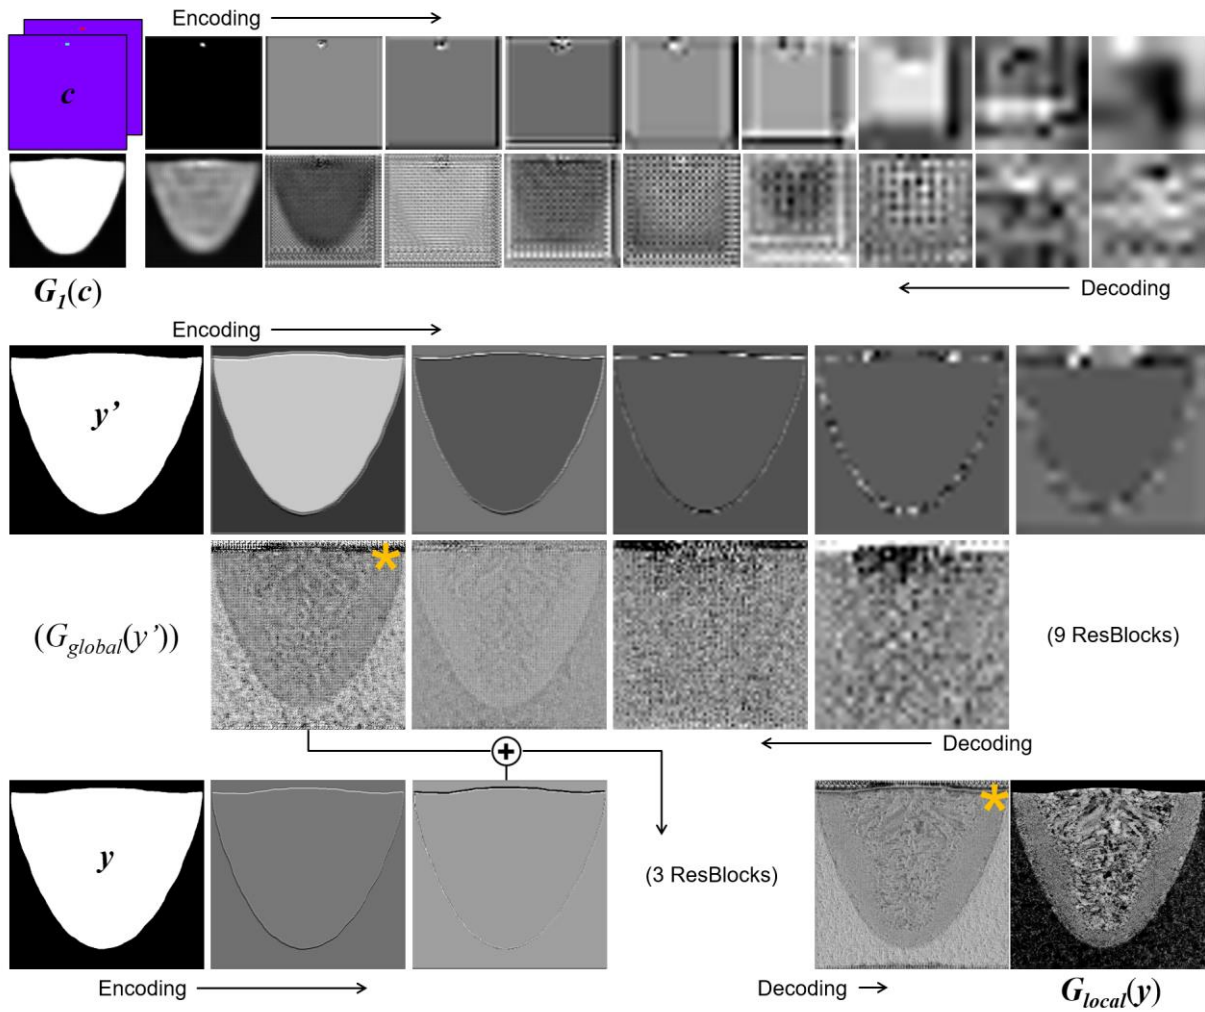 Encoding
c
G1(c)
Decoding
Encoding
y’
*
(Gglobal(y’))
(9 ResBlocks)
Decoding
+
y
*
(3 ResBlocks)
Encoding
Decoding
Glocal(y)